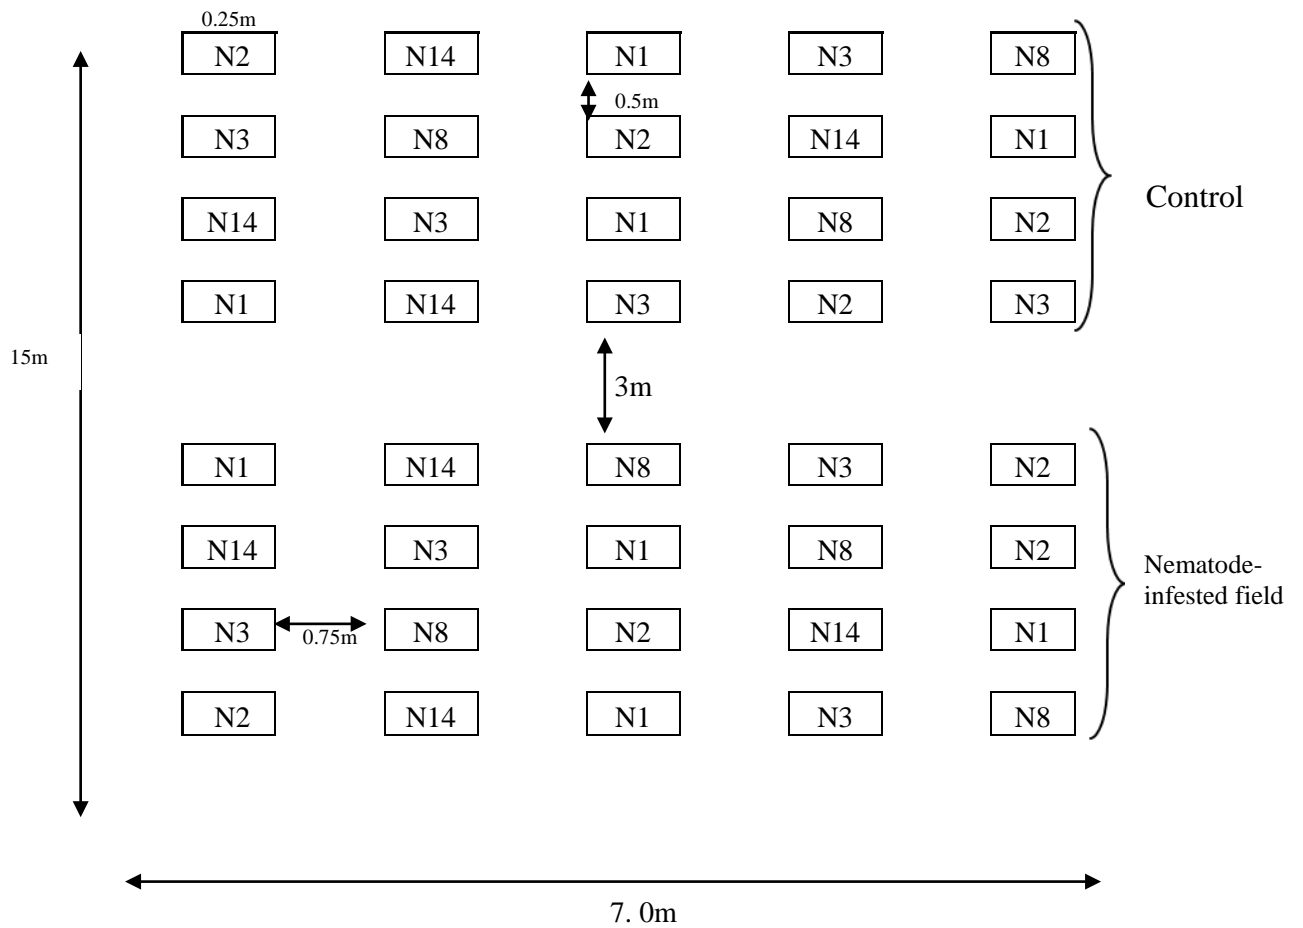 0.25m
N2 N14 N1 N3 N8
0.5m
N3 N8 N2 N14 N1
Control
N14 N3 N1 N8 N2
N1 N14 N3 N2 N3
15m
3m
N1 N14 N8 N3 N2
N14 N3 N1 N8 N2
Nematode-
infested field
N3 N8 N2 N14 N1
0.75m
N2 N14 N1 N3 N8
7. 0m